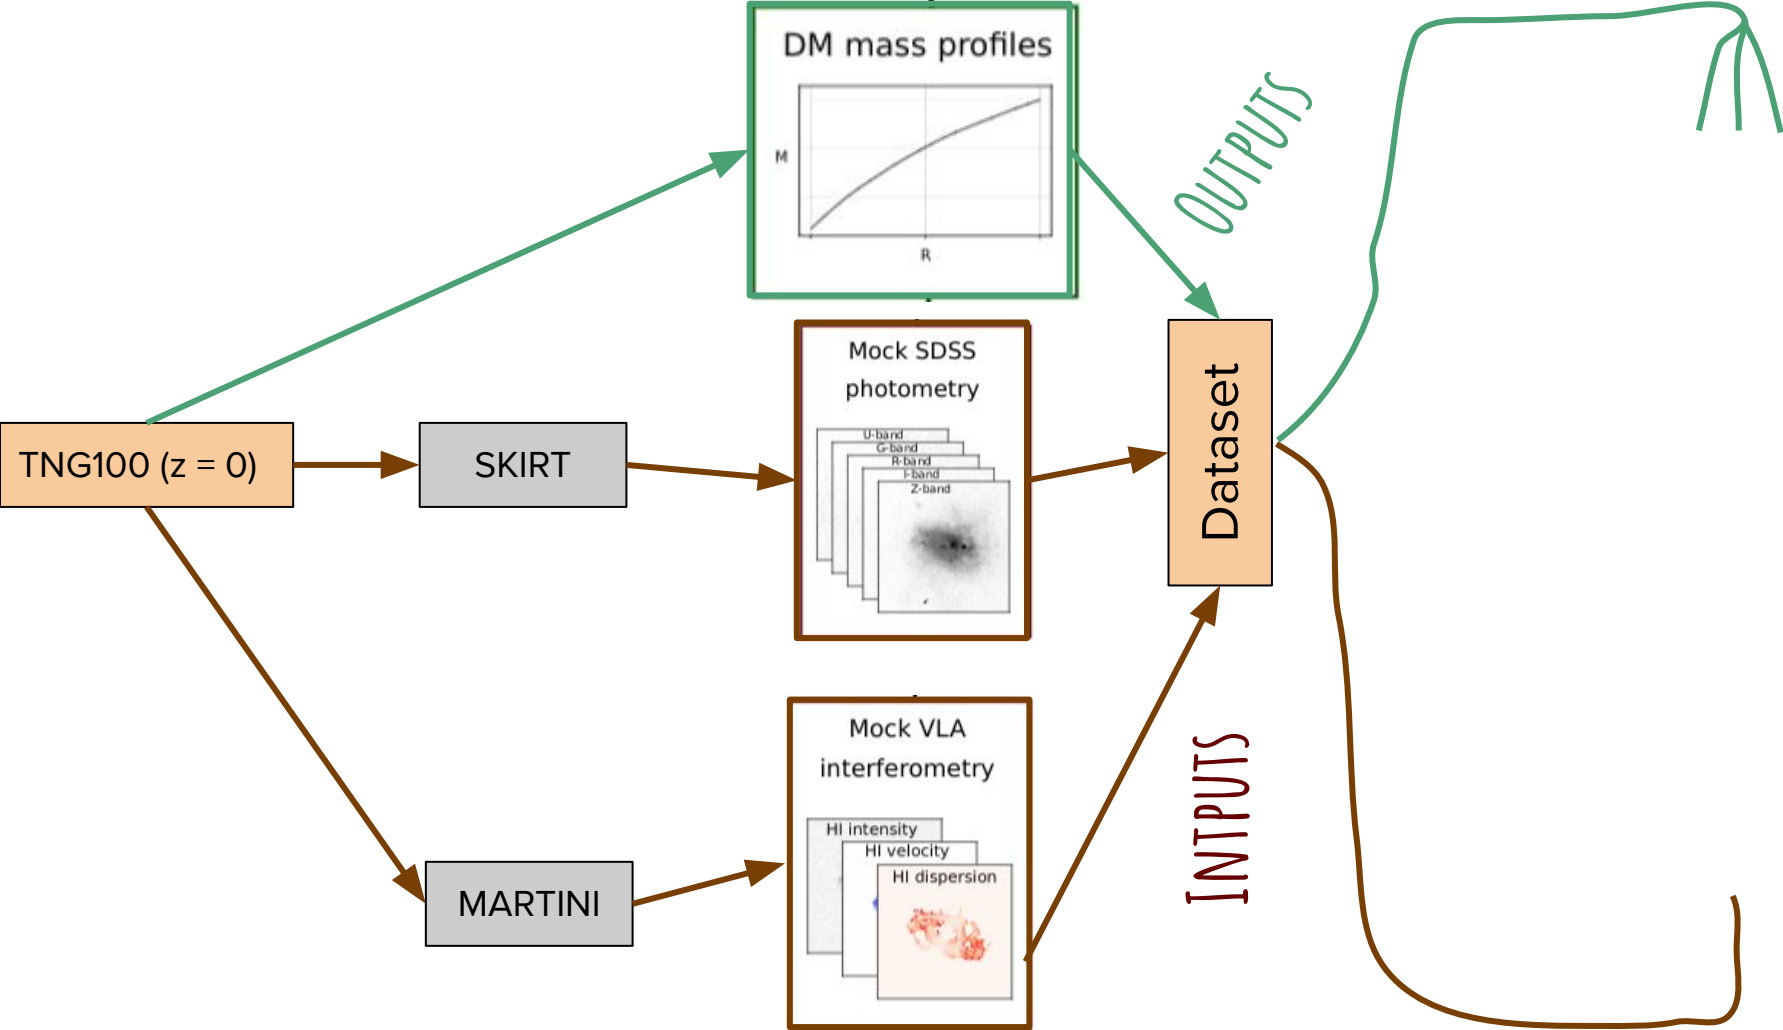 DM mass profiles
M
R
OUTPUTS
Mock SDSS
photometry
U-band
G-band
R-band
I-band
Z-band
TNG100 (z = 0)
SKIRT
Dataset
Mock VLA
interferometry
HI intensity
HI velocity
HI dispersion
MARTINI
INTPUTS